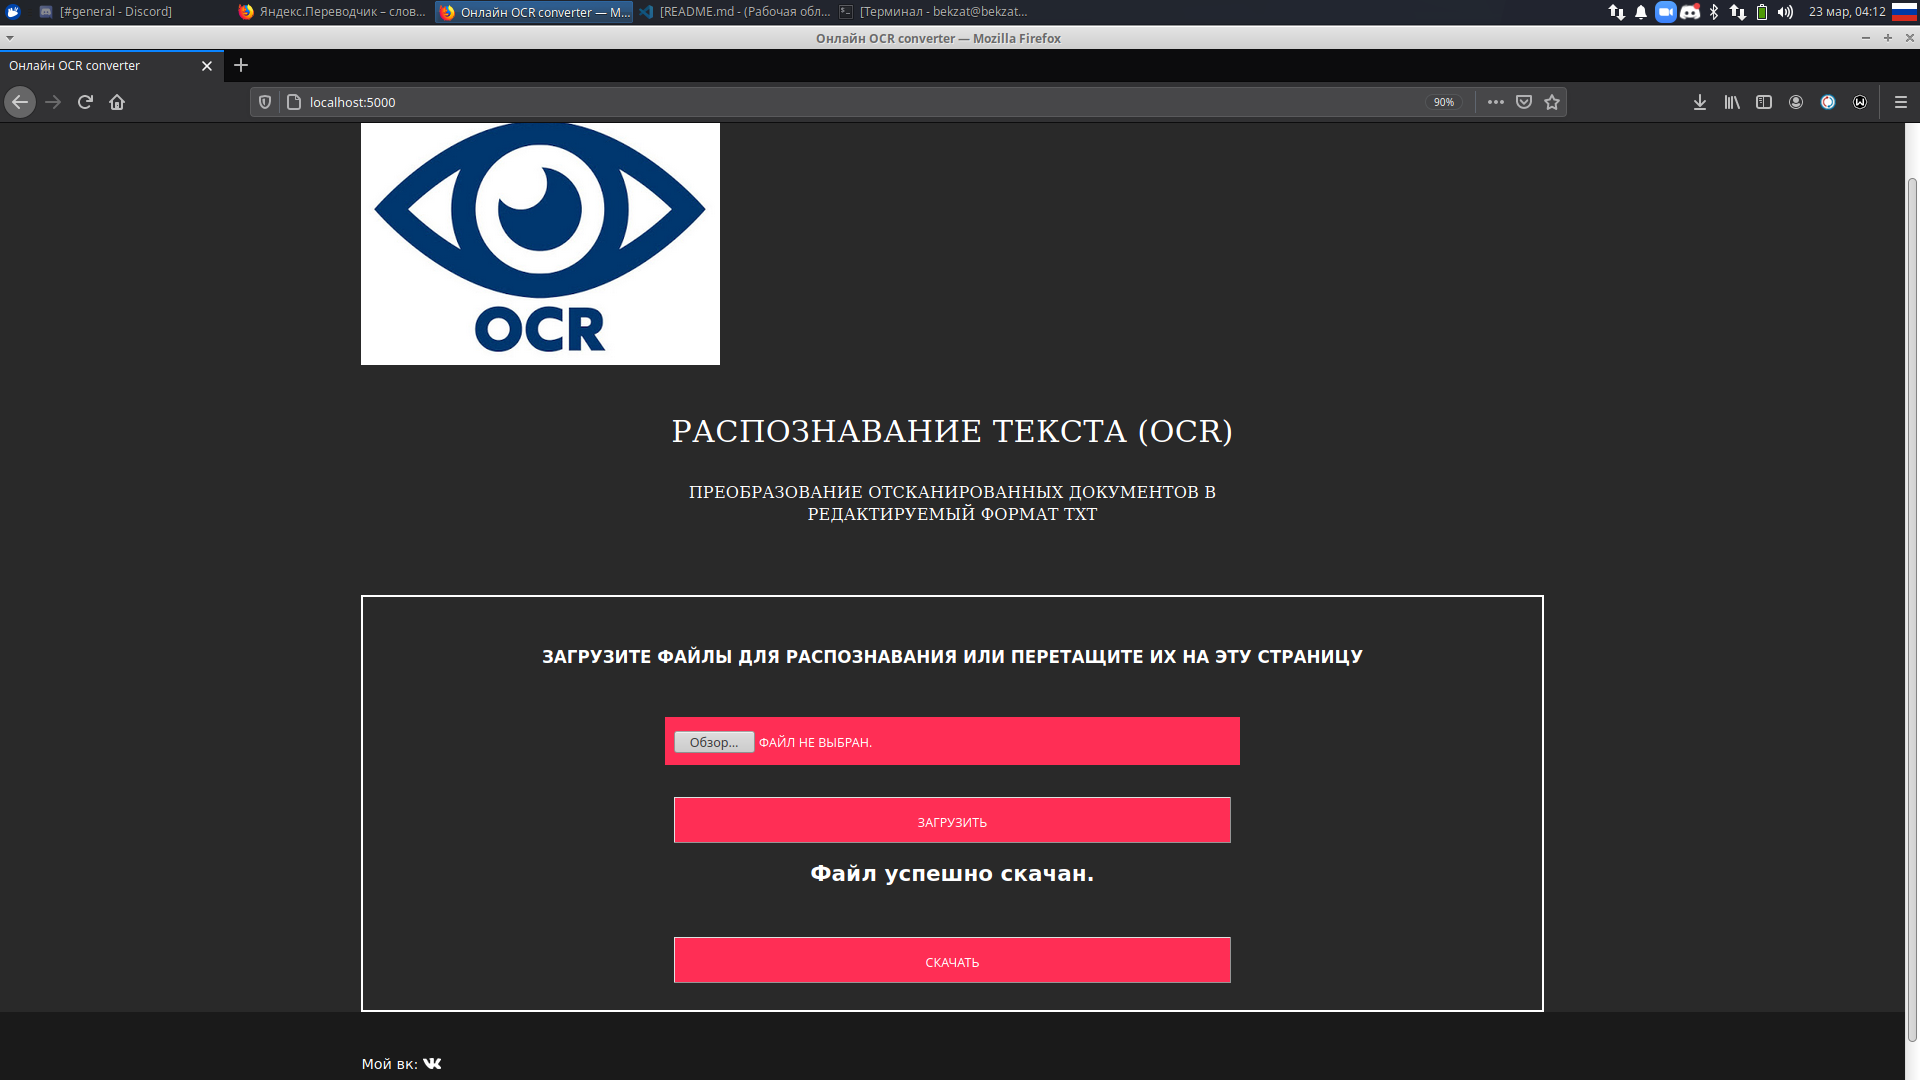 [#general - Discord]
Яндекс.Переводчик – слов...
Онлайн OCR converter — M...
[README.md - (Рабочая обл...
[Терминал - bekzat@bekzat...
23 мар, 04:12
Онлайн OCR converter — Mozilla Firefox
Онлайн OCR converter
localhost:5000
90%
OCR
РАСПОЗНАВАНИЕ ТЕКСТА (OCR)
ПРЕОБРАЗОВАНИЕ ОТСКАНИРОВАННЫХ ДОКУМЕНТОВ В
РЕДАКТИРУЕМЫЙ ФОРМАТ TXT
ЗАГРУЗИТЕ ФАЙЛЫ ДЛЯ РАСПОЗНАВАНИЯ ИЛИ ПЕРЕТАЩИТЕ ИХ НА ЭТУ СТРАНИЦУ
Обзор... ФАЙЛ НЕ ВЫБРАН.
ЗАГРУЗИТЬ
Файл успешно скачан.
СКАЧАТЬ
Мой вк: